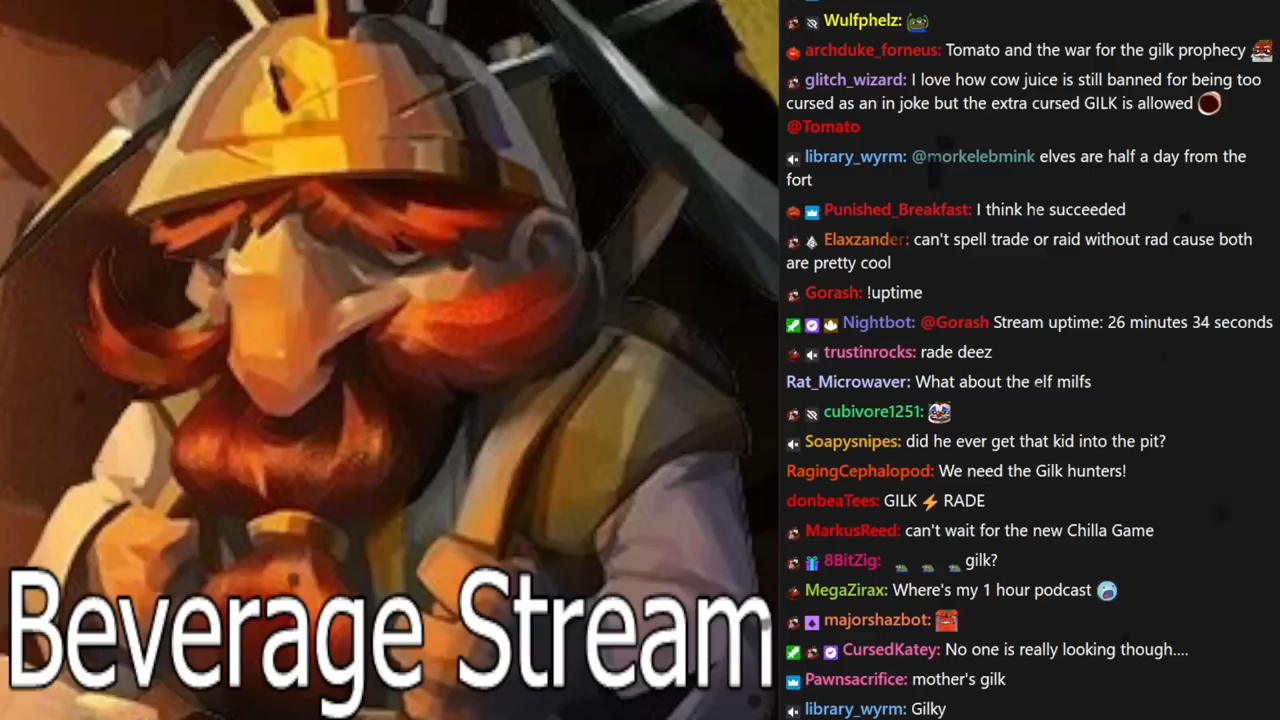 Wulfphelz:
archduke_forneus: Tomato and the war for the gilk prophecy
glitch_wizard: I love how cow juice is still banned for being too
cursed as an in joke but the extra cursed GILK is allowed
@Tomato
library_wyrm: @morkelebmink elves are half a day from the
fort
Punished_Breakfast: I think he succeeded
Elaxzander: can't spell trade or raid without rad cause both
are pretty cool
Gorash: !uptime
Nightbot: @Gorash Stream uptime: 26 minutes 34 seconds
trustinrocks: rade deez
Rat_Microwaver: What about the elf milfs
cubivore1251:
Soapysnipes: did he ever get that kid into the pit?
RagingCephalopod: We need the Gilk hunters!
donbeaTees: GILK ⚡ RADE
MarkusReed: can't wait for the new Chilla Game
8BitZig: gilk?
MegaZirax: Where's my 1 hour podcast
majorshazbot:
CursedKatey: No one is really looking though....
Pawnsacrifice: mother's gilk
library_wyrm: Gilky
Beverage Stream